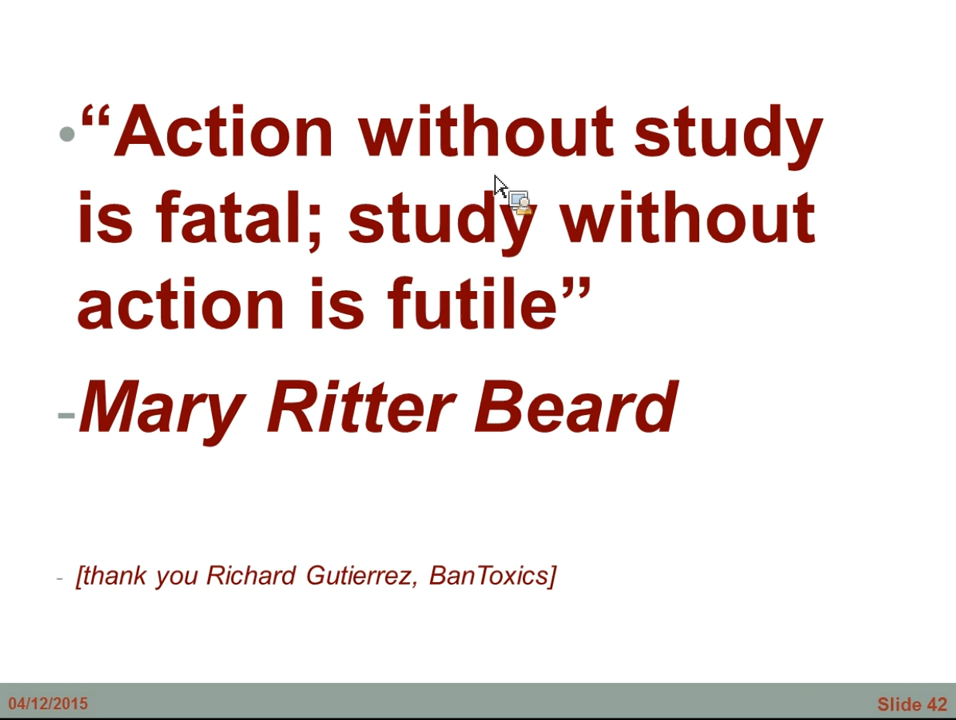 •“Action without study
is fatal; study without
action is futile”
-Mary Ritter Beard
- [thank you Richard Gutierrez, BanToxics]
04/12/2015
Slide 42